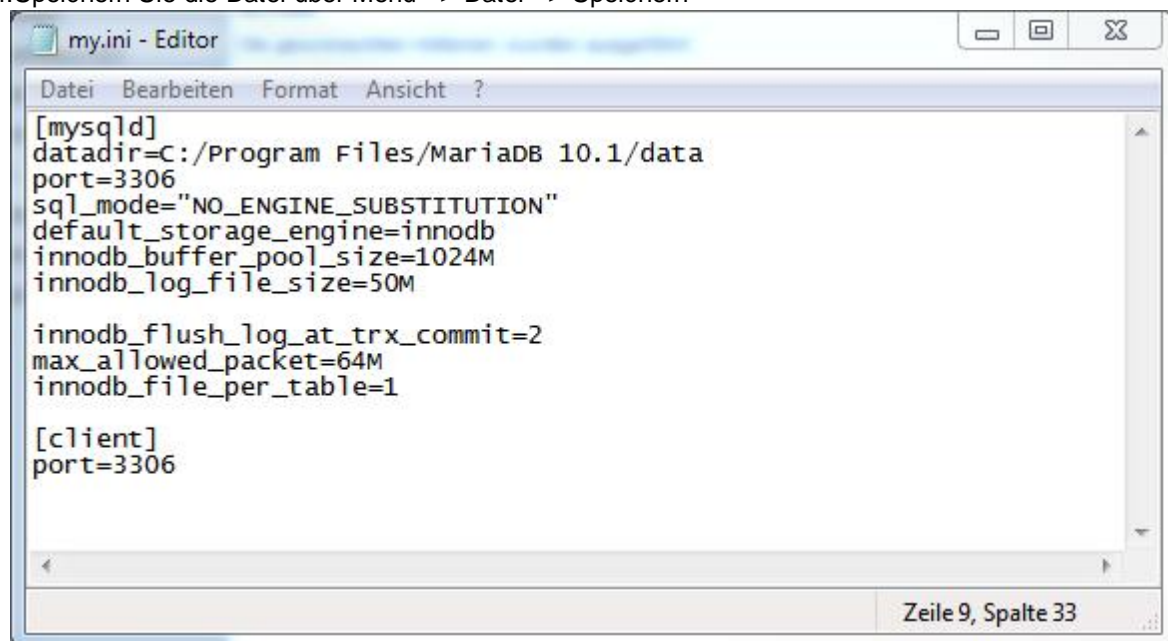 Speichern Sie die Datei über Menü -> Datei -> Speichern
my.ini - Editor
Datei Bearbeiten Format Ansicht ?
[mysqld]
datadir=C:/Program Files/MariaDB 10.1/data
port=3306
sql_mode="NO_ENGINE_SUBSTITUTION"
default_storage_engine=innodb
innodb_buffer_pool_size=1024M
innodb_log_file_size=50M
innodb_flush_log_at_trx_commit=2
max_allowed_packet=64M
innodb_file_per_table=1
[client]
port=3306
Zeile 9, Spalte 33